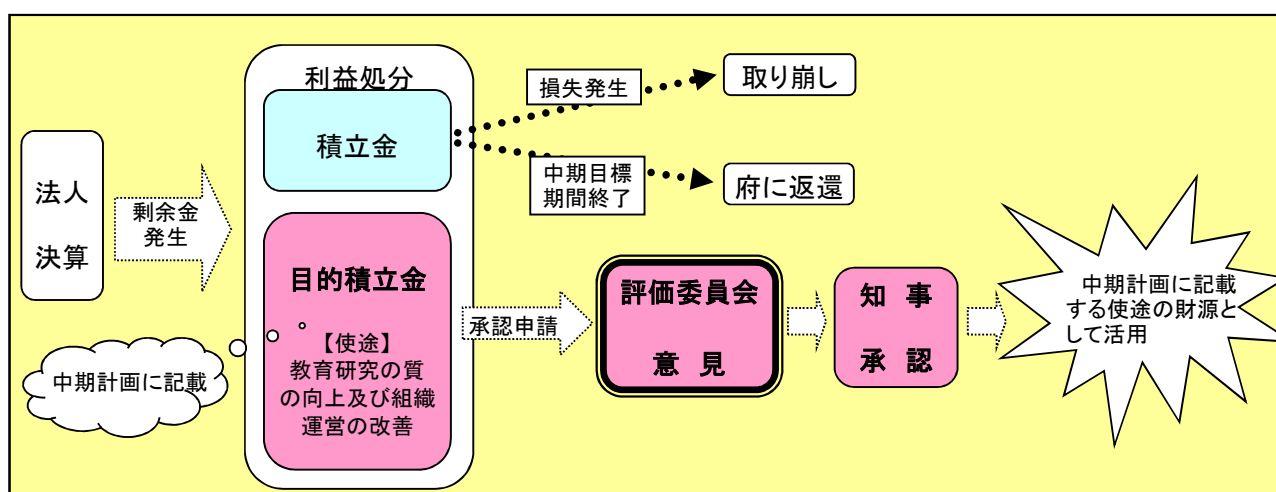 法人
決算
剰余金
発生
利益処分
積立金
損失発生
取り崩し
中期目標
期間終了
府に返還
目的積立金
【使途】
教育研究の質
の向上及び組織
運営の改善
中期計画に記載
承認申請
評価委員会
意見
知事
承認
中期計画に記載
する使途の財源と
して活用